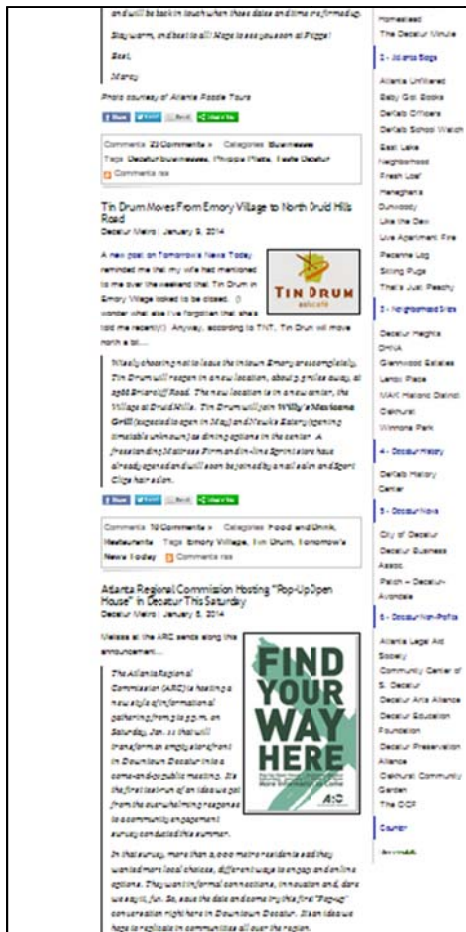 and will be back in touch when those dates and time is firmed up.
Stay warm, and best to all! Hope to see you soon at Pigge!
Best,
Marcy
Photo courtesy of Atlanta Foodie Tours
Comments 23 Comments » Categories Businesses
Tags Decatur businesses, Phippa Plaza, Taste Decatur
Comments rss
Tin Drum Moves From Emory Village to North Druid Hills
Road
Decatur Metro | January 9, 2014
A new post on Tomorrow's News Today
reminded me that my wife had mentioned
to me over the weekend that Tin Drum in
Emory Village looked to be closed. (I
wonder what else I've forgotten that she's
told me recently!) Anyway, according to TNT, Tin Drum will move
north a bit...
TIN DRUM
asiacafé
Wisely choosing not to leave the intown Emory area completely,
Tin Drum will reopen in a new location, about 3.5 miles away, at
2968 Briarcliff Road. The new location is in a new center, the
Village at Druid Hills. Tin Drum will join Willy's Mexicana
Grill (expected to open in May) and Newk's Eatery (opening
timetable unknown) as dining options in the center. A
freestanding Mattress Firm and in-line Sprint store have
already opened and will soon be joined by a nail salon and Sport
Clips hair salon.
Comments 70 Comments » Categories Food and Drink,
Restaurants Tags Emory Village, Tin Drum, Tomorrow's
News Today Comments rss
Atlanta Regional Commission Hosting "Pop-Up Open
House" in Decatur This Saturday
Decatur Metro | January 8, 2014
Melissa at the ARC sends along this
announcement...
FIND
YOUR
WAY
HERE
ARC
The Atlanta Regional
Commission (ARC) is hosting a
new style of informational
gathering from 3 to 5 p.m. on
Saturday, Jan. 11 that will
transform an empty storefront
in Downtown Decatur into a
come-and-go public meeting. It's
the first test run of an idea we got
from the overwhelming response
to a community engagement
survey conducted this summer.
In that survey, more than 2,000 metro residents said they
wanted more local choices, different ways to engage and online
options. They want informal connections, innovation and, dare
we say it, fun. So, save the date and come try this first "Pop-up"
conversation right here in Downtown Decatur. It's an idea we
hope to replicate in communities all over the region.
Homestead
The Decatur Minute
2 - Atlanta Blogs
Atlanta Unfiltered
Baby Got Books
DeKalb Officers
DeKalb School Watch
East Lake
Neighborhood
Fresh Loaf
Heneghan's
Dunwoody
Like the Dew
Live Apartment Fire
Pecanne Log
Sitting Pugs
That's Just Peachy
3 - Neighborhood Sites
Decatur Heights
DHNA
Glennwood Estates
Lenox Place
MAK Historic District
Oakhurst
Winnona Park
4 - Decatur History
DeKalb History
Center
5 - Decatur News
City of Decatur
Decatur Business
Assoc.
Patch – Decatur-
Avondale
6 - Decatur Non-Profits
Atlanta Legal Aid
Society
Community Center of
S. Decatur
Decatur Arts Alliance
Decatur Education
Foundation
Decatur Preservation
Alliance
Oakhurst Community
Garden
The OCF
Counter